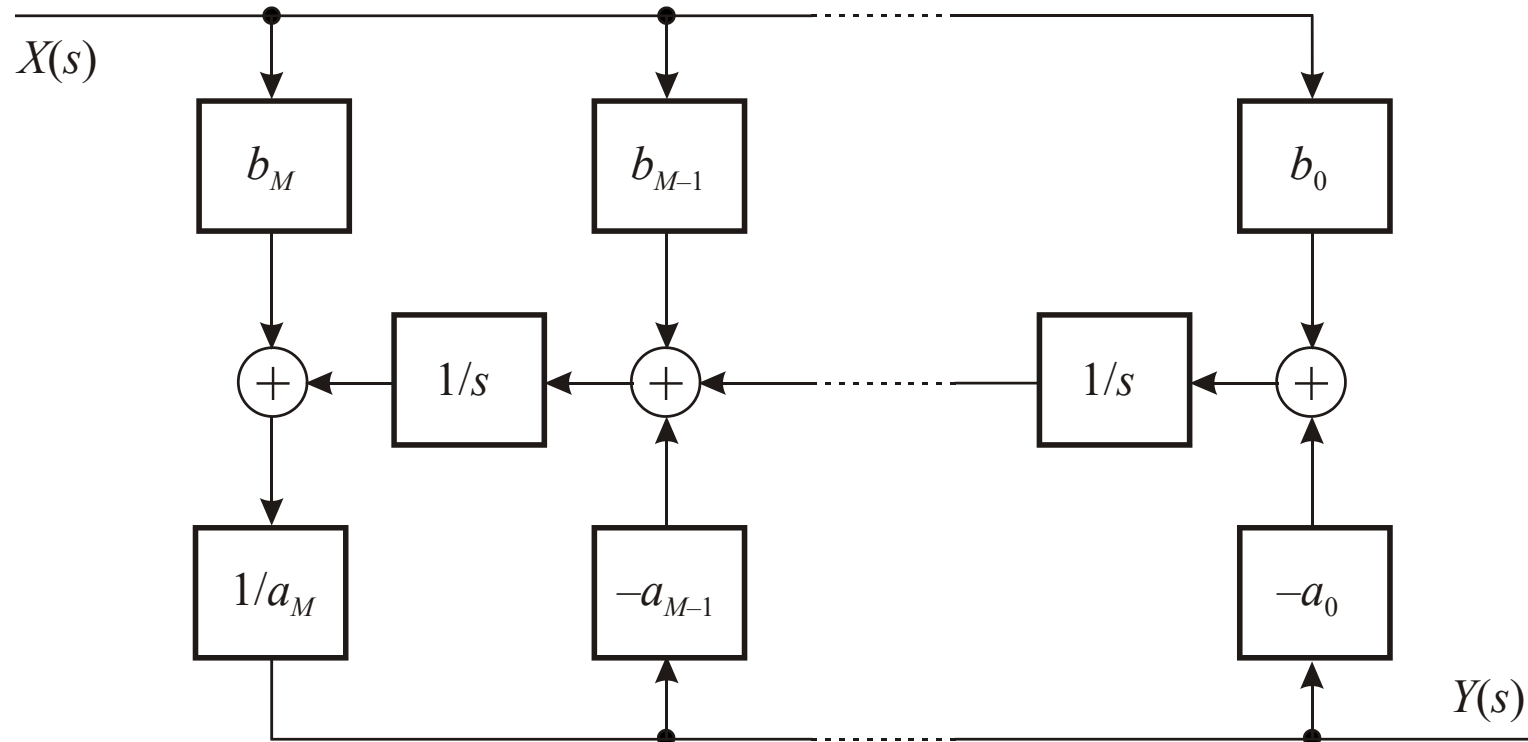 X(s)
b_M b_{M–1} b_0
+ 1/s + 1/s +
1/a_M –a_{M–1} –a_0
Y(s)